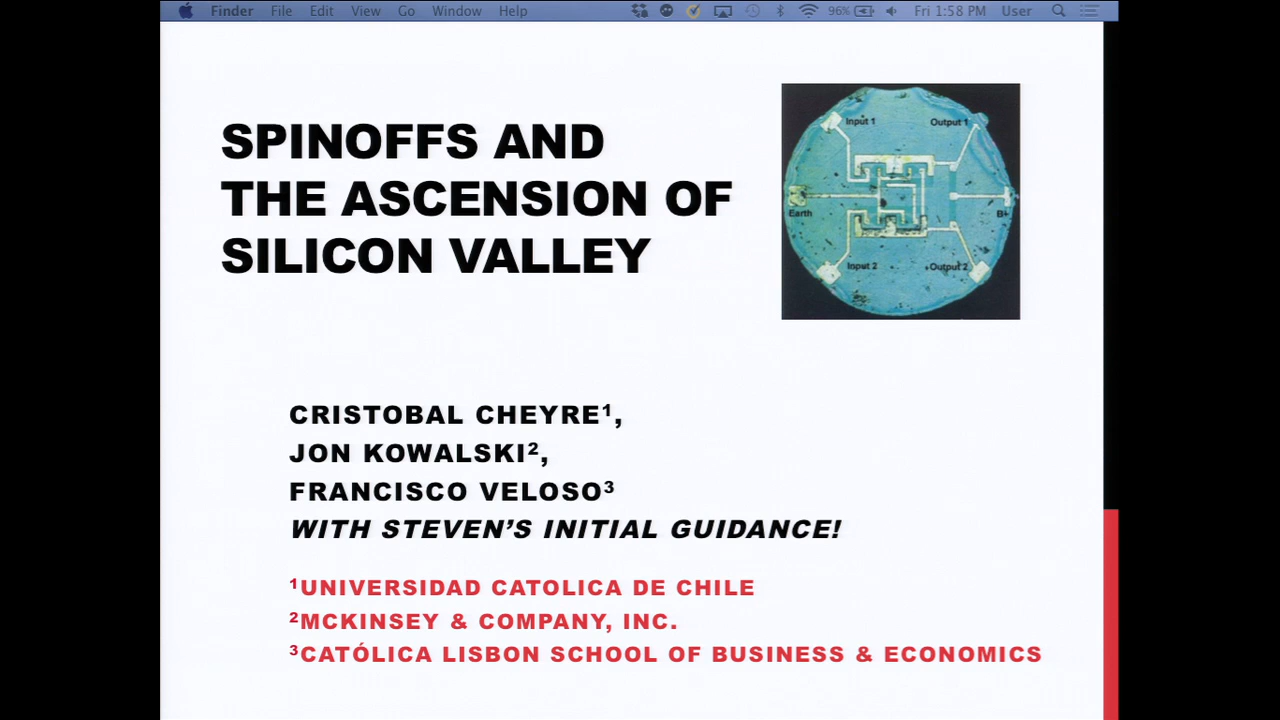 Finder File Edit View Go Window Help 96% Fri 1:58 PM User
SPINOFFS AND
THE ASCENSION OF
SILICON VALLEY
Input 1 Output 1
Earth B+
Input 2 Output 2
CRISTOBAL CHEYRE¹,
JON KOWALSKI²,
FRANCISCO VELOSO³
WITH STEVEN’S INITIAL GUIDANCE!
¹UNIVERSIDAD CATOLICA DE CHILE
²MCKINSEY & COMPANY, INC.
³CATÓLICA LISBON SCHOOL OF BUSINESS & ECONOMICS